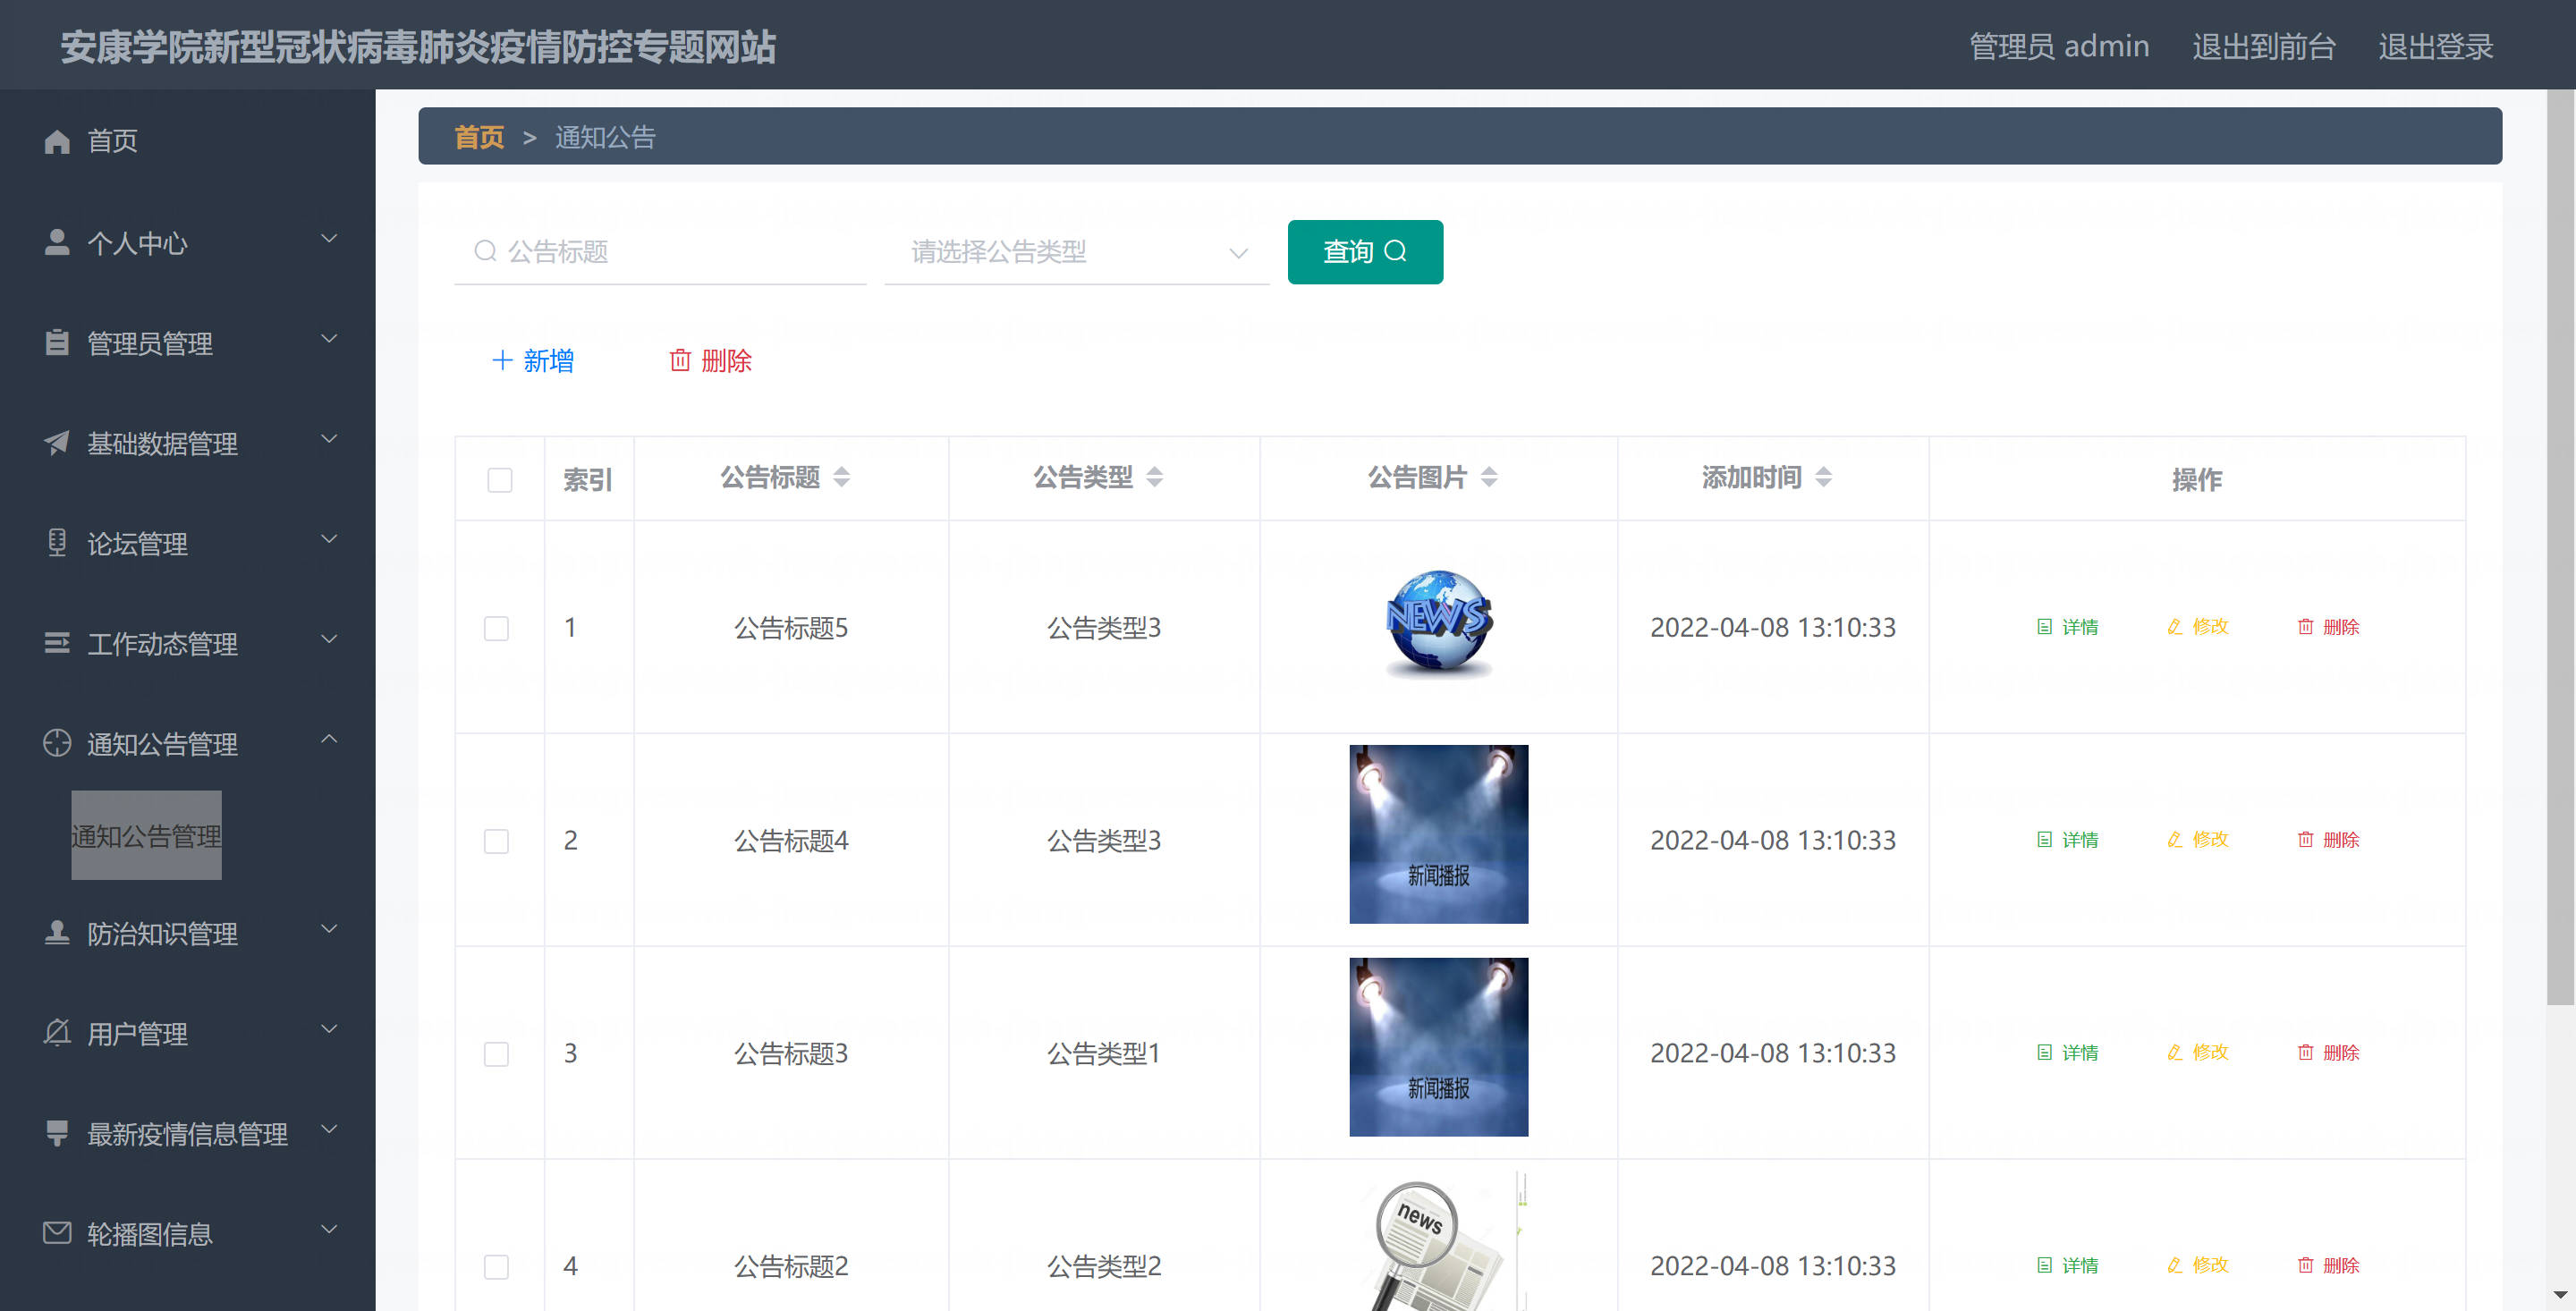 安康学院新型冠状病毒肺炎疫情防控专题网站
管理员 admin 退出到前台 退出登录
首页
个人中心
管理员管理
基础数据管理
论坛管理
工作动态管理
通知公告管理
通知公告管理
防治知识管理
用户管理
最新疫情信息管理
轮播图信息
首页 > 通知公告
公告标题 请选择公告类型 查询
新增 删除
索引 公告标题 公告类型 公告图片 添加时间 操作
NEWS
1 公告标题5 公告类型3 2022-04-08 13:10:33 详情 修改 删除
2 公告标题4 公告类型3 2022-04-08 13:10:33 详情 修改 删除
新闻播报
3 公告标题3 公告类型1 2022-04-08 13:10:33 详情 修改 删除
新闻播报
news
4 公告标题2 公告类型2 2022-04-08 13:10:33 详情 修改 删除